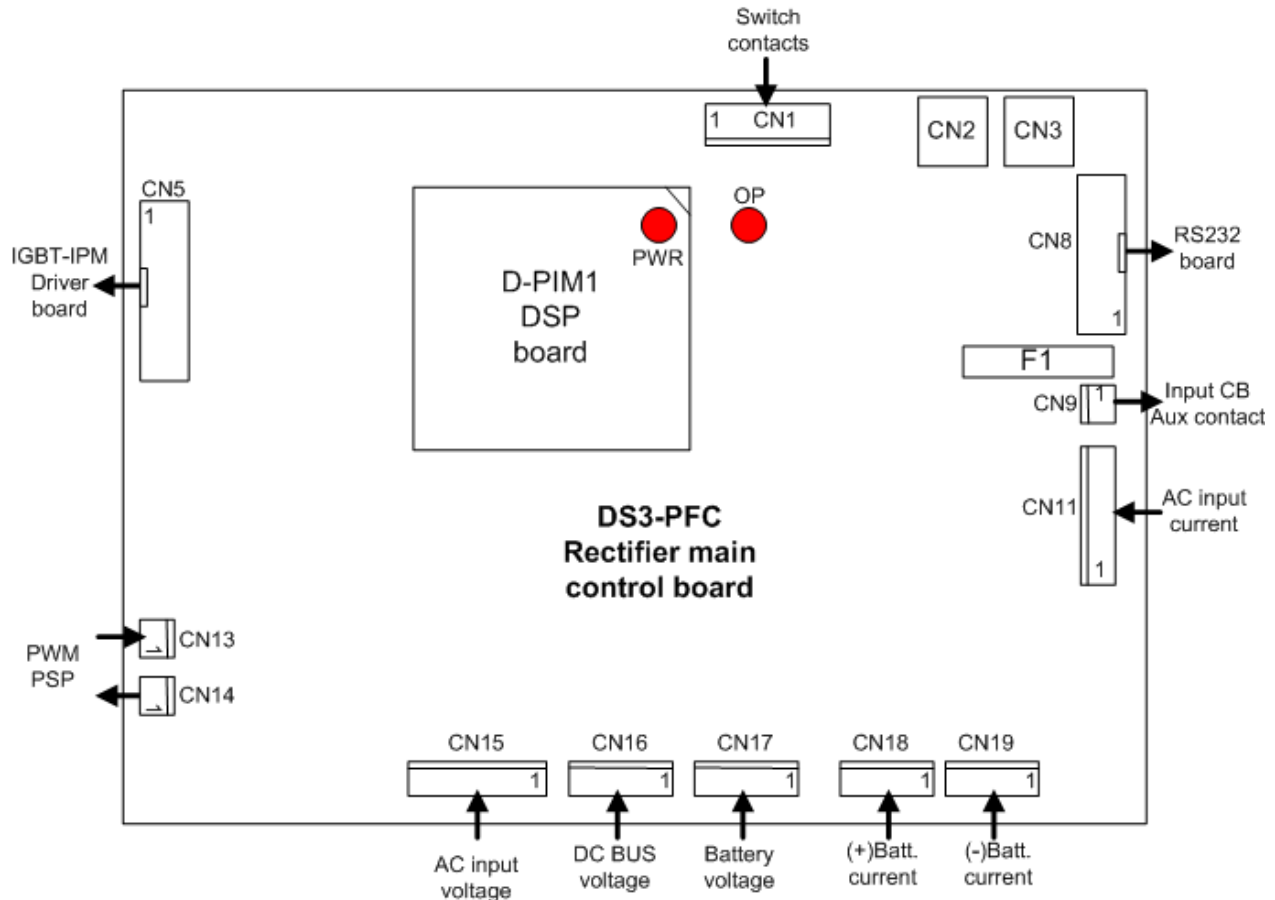 Switch
contacts
1 CN1
CN2
CN3
CN5
1
IGBT-IPM
Driver
board
OP
PWR
D-PIM1
DSP
board
CN8
1
RS232
board
F1
CN9
1
Input CB
Aux contact
CN11
1
AC input
current
DS3-PFC
Rectifier main
control board
1
CN13
PWM
PSP
1
CN14
CN15
1
CN16
1
CN17
1
CN18
1
CN19
1
AC input
voltage
DC BUS
voltage
Battery
voltage
(+)Batt.
current
(-)Batt.
current